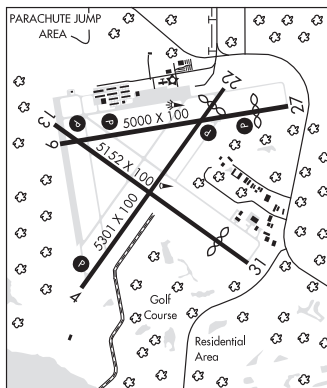 PARACHUTE JUMP
AREA
22
27
13
9
5000 X 100
5152 X 100
5301 X 100
P
P
P
P
P
4
31
Golf
Course
Residential
Area